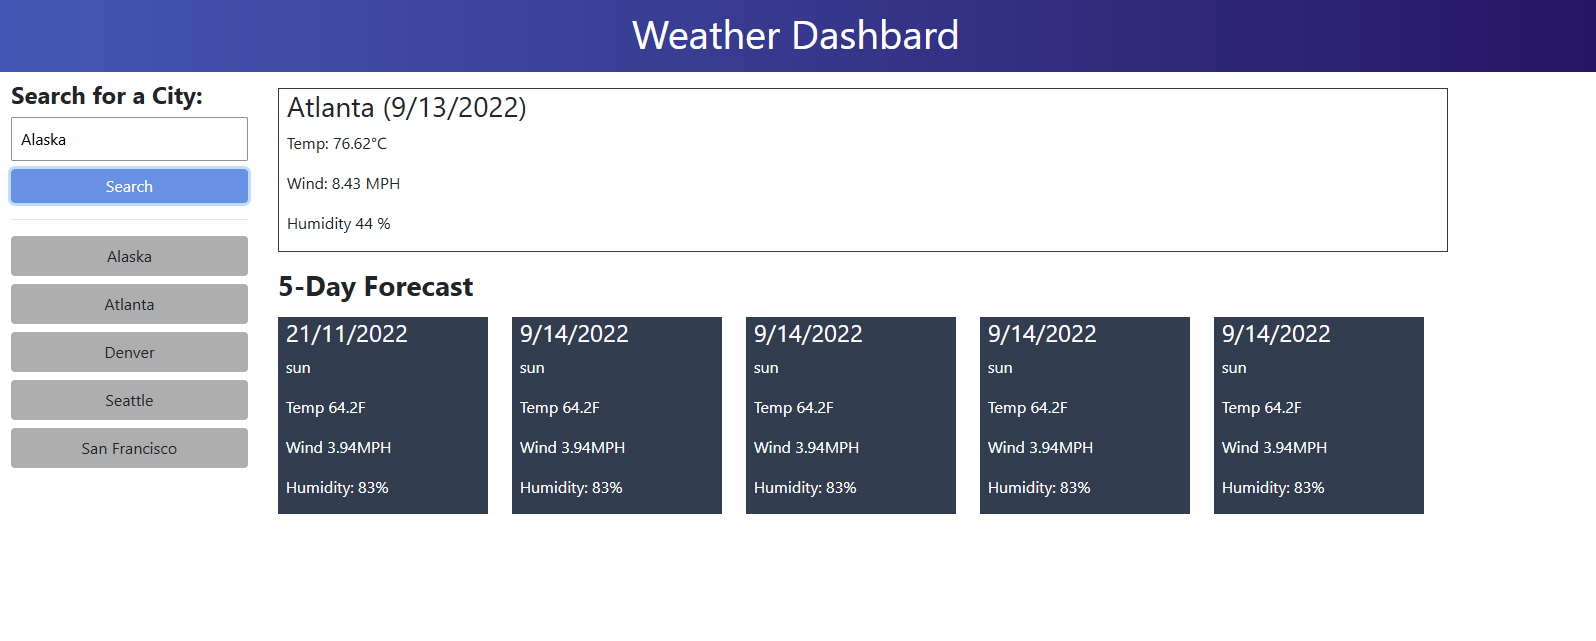 Weather Dashbard
Search for a City:
Alaska
Search
Alaska
Atlanta
Denver
Seattle
San Francisco
Atlanta (9/13/2022)
Temp: 76.62°C
Wind: 8.43 MPH
Humidity 44 %
5-Day Forecast
21/11/2022
sun
Temp 64.2F
Wind 3.94MPH
Humidity: 83%
9/14/2022
sun
Temp 64.2F
Wind 3.94MPH
Humidity: 83%
9/14/2022
sun
Temp 64.2F
Wind 3.94MPH
Humidity: 83%
9/14/2022
sun
Temp 64.2F
Wind 3.94MPH
Humidity: 83%
9/14/2022
sun
Temp 64.2F
Wind 3.94MPH
Humidity: 83%